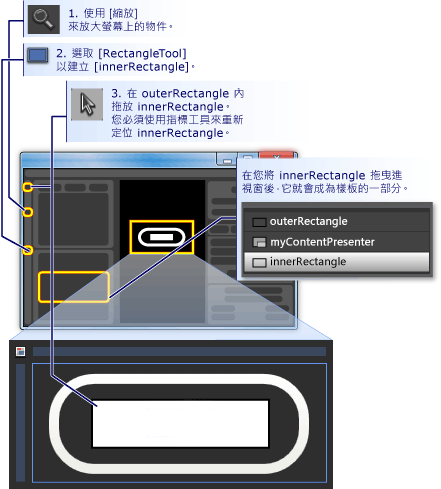 1. 使用 [縮放]
來放大螢幕上的物件。
2. 選取 [RectangleTool]
以建立 [innerRectangle]。
3. 在 outerRectangle 內
拖放 innerRectangle。
您必須使用指標工具來重新
定位 innerRectangle。
在您將 innerRectangle 拖曳進
視窗後，它就會成為樣板的一部分。
outerRectangle
myContentPresenter
innerRectangle